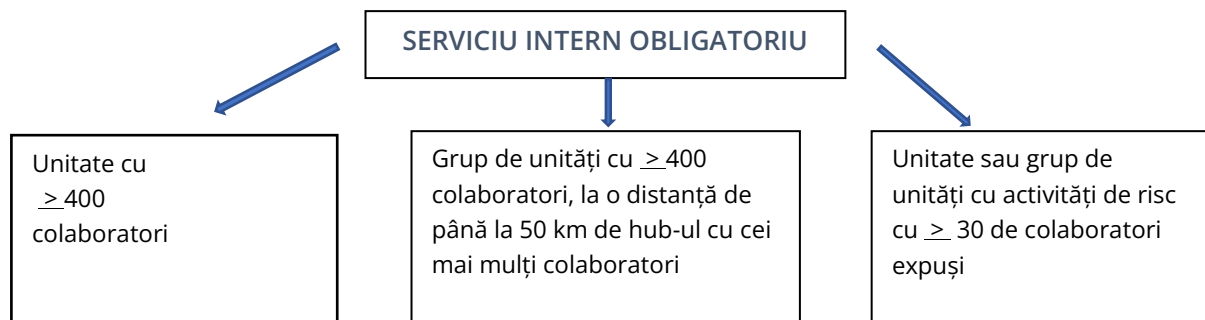 SERVICIU INTERN OBLIGATORIU
Unitate cu
≥ 400
colaboratori
Grup de unități cu ≥ 400
colaboratori, la o distanță de
până la 50 km de hub-ul cu cei
mai mulți colaboratori
Unitate sau grup de
unități cu activități de risc
cu ≥ 30 de colaboratori
expuși